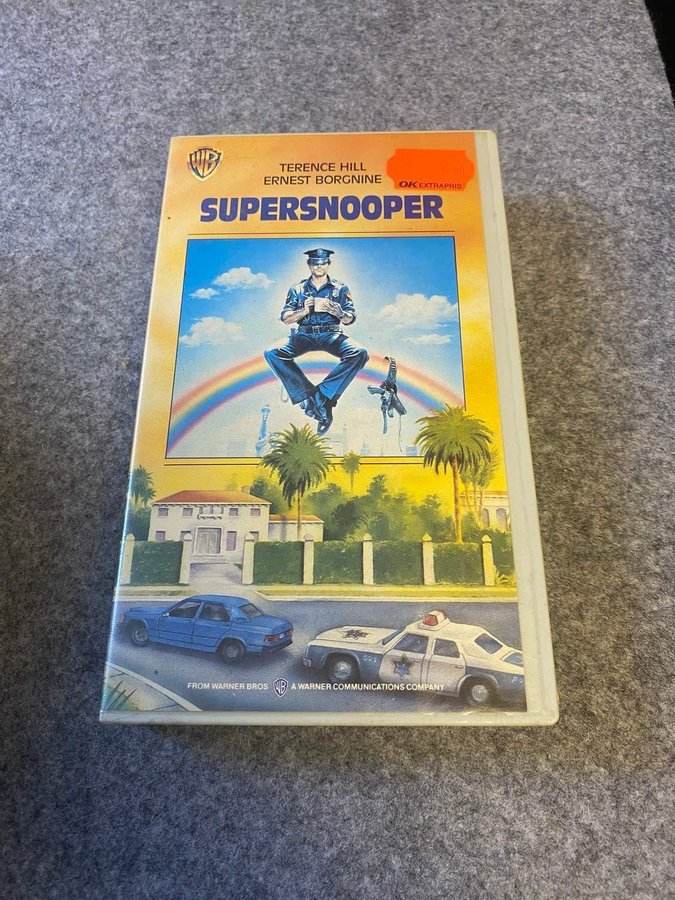 WB
TERENCE HILL
ERNEST BORGNINE
OK EXTRAPRIS
SUPERSNOOPER
FROM WARNER BROS WB A WARNER COMMUNICATIONS COMPANY